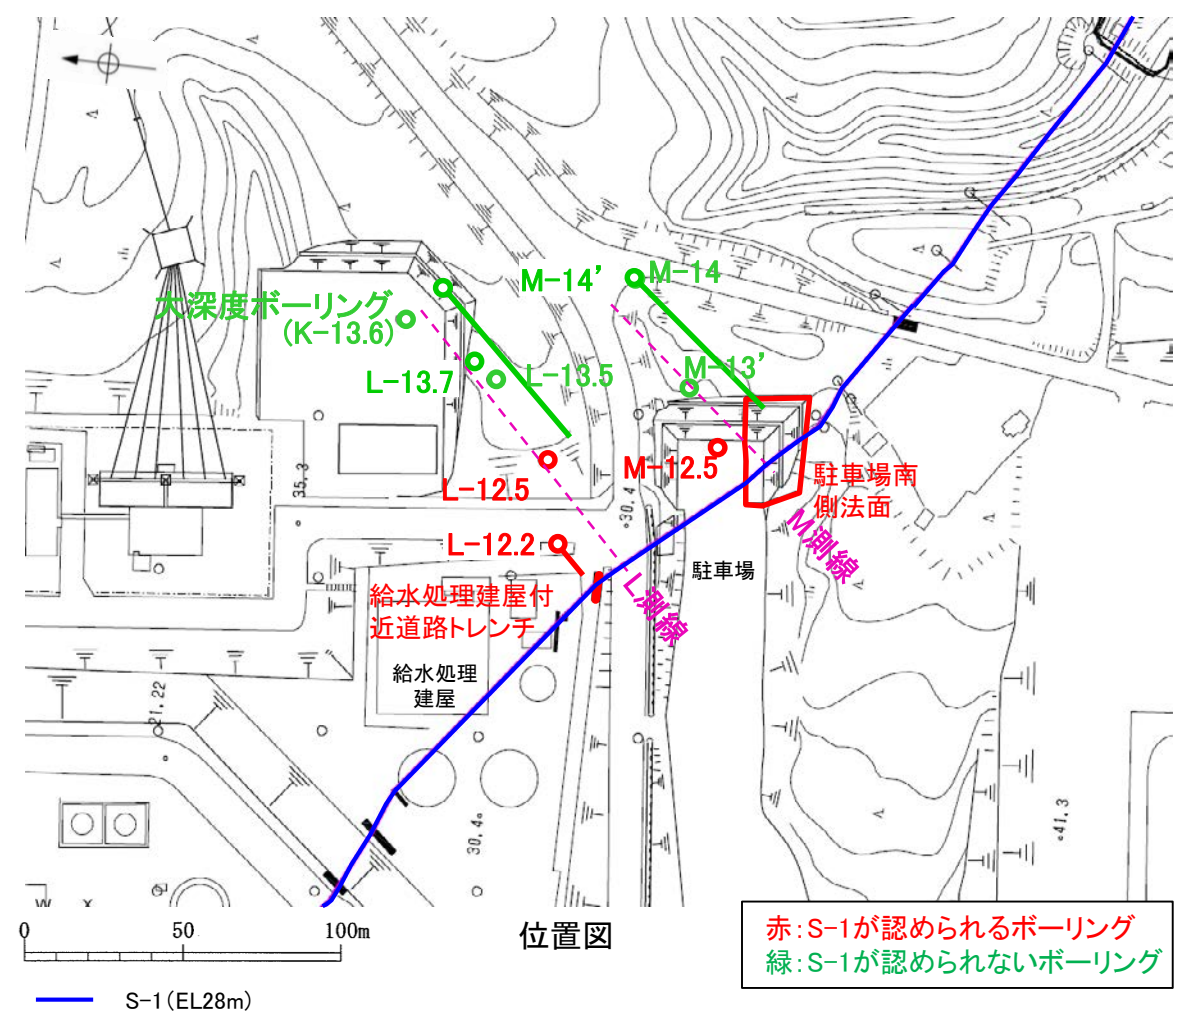 M-14’
M-14
大深度ボーリング
(K-13.6)
L-13.7
L-13.5
M-13’
L-12.5
M-12.5
駐車場南
側法面
35.3
30.4
L-12.2
M測線
駐車場
L測線
給水処理建屋付
近道路トレンチ
給水処理
建屋
21.22
30.4
41.3
0 50 100m
位置図
赤：S-1が認められるボーリング
緑：S-1が認められないボーリング
S-1（EL28m）